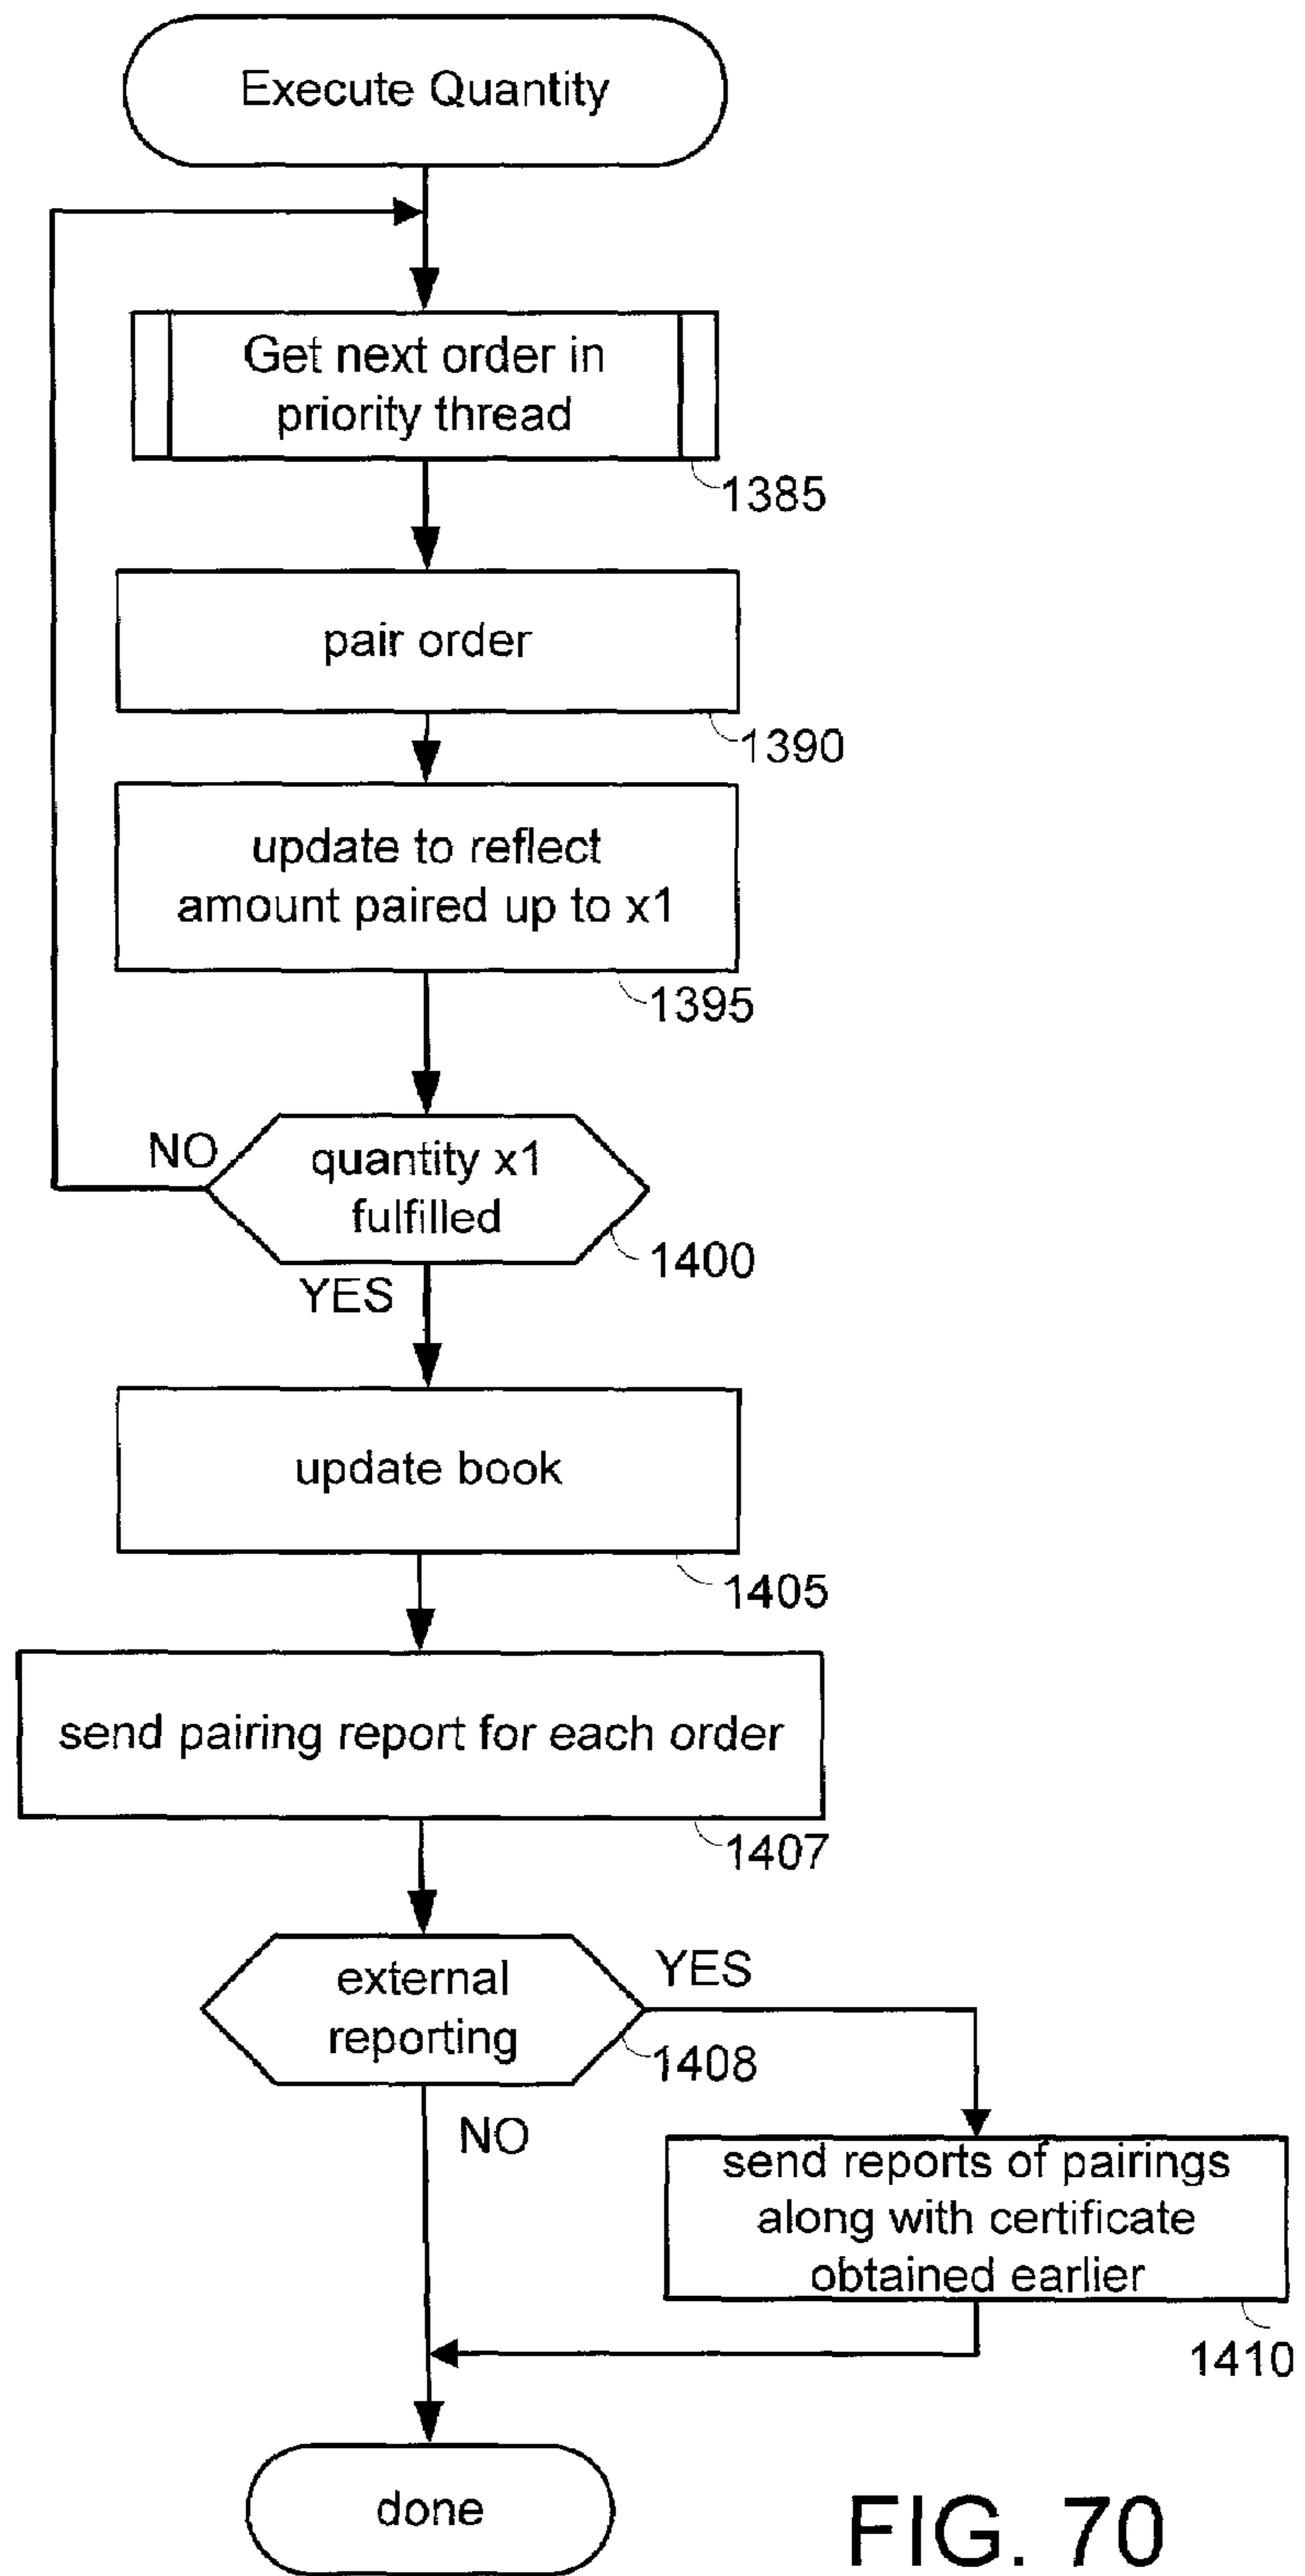 Execute Quantity
Get next order in
priority thread
1385
pair order
1390
update to reflect
amount paired up to x1
1395
NO
quantity x1
fulfilled
1400
YES
update book
1405
send pairing report for each order
1407
external
reporting
YES
1408
NO
send reports of pairings
along with certificate
obtained earlier
1410
done
FIG. 70